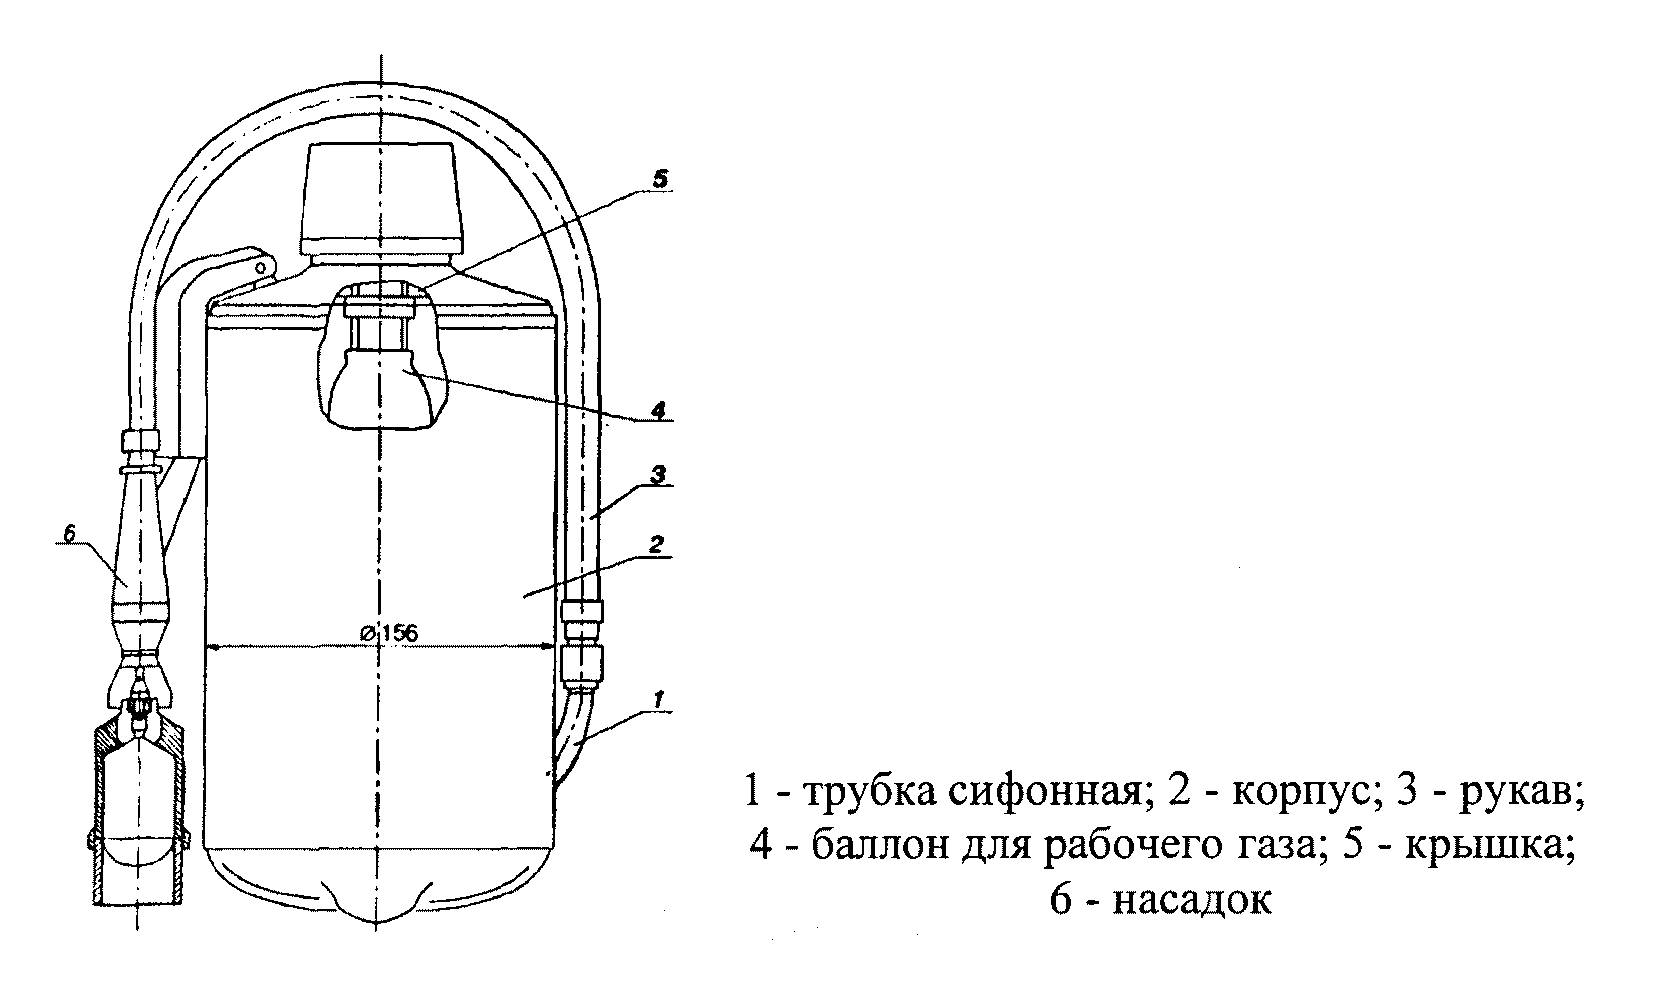 5
4
3
6
2
Ø 156
1
1 - трубка сифонная; 2 - корпус; 3 - рукав;
4 - баллон для рабочего газа; 5 - крышка;
6 - насадок